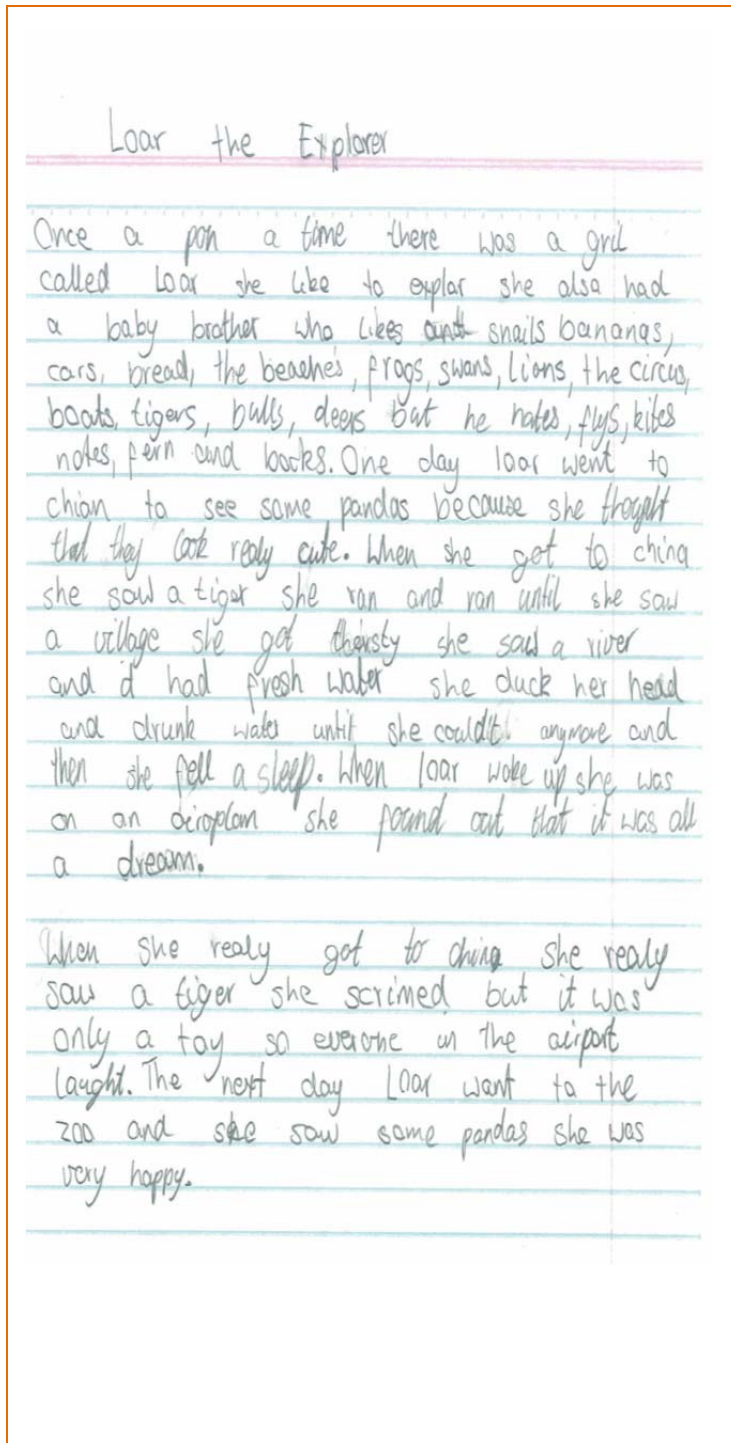 Loar the Explorer
Once a pon a time there was a gril
called Loar she like to explar she alsa had
a baby brother who likes snails bananas,
cars, bread, the beaches, frogs, swans, lions, the circus,
boats, tigers, bulls, deers but he hates, flys, kites
notes, fern and books. One day loar went to
chian to see some pandas because she thoght
that they look realy cute. When she got to china
she saw a tiger she ran and ran until she saw
a village she got theirsty she saw a river
and it had fresh water she duck her head
and drunk water until she could't anymore and
then she fell a sleep. When loar woke up she was
on an airoplan she found out that it was all
a dream.
When she realy got to china she realy
saw a tiger she scrimed but it was
only a toy so everone in the airport
laught. The next day Loar want to the
zoo and she saw some pandas she was
very happy.